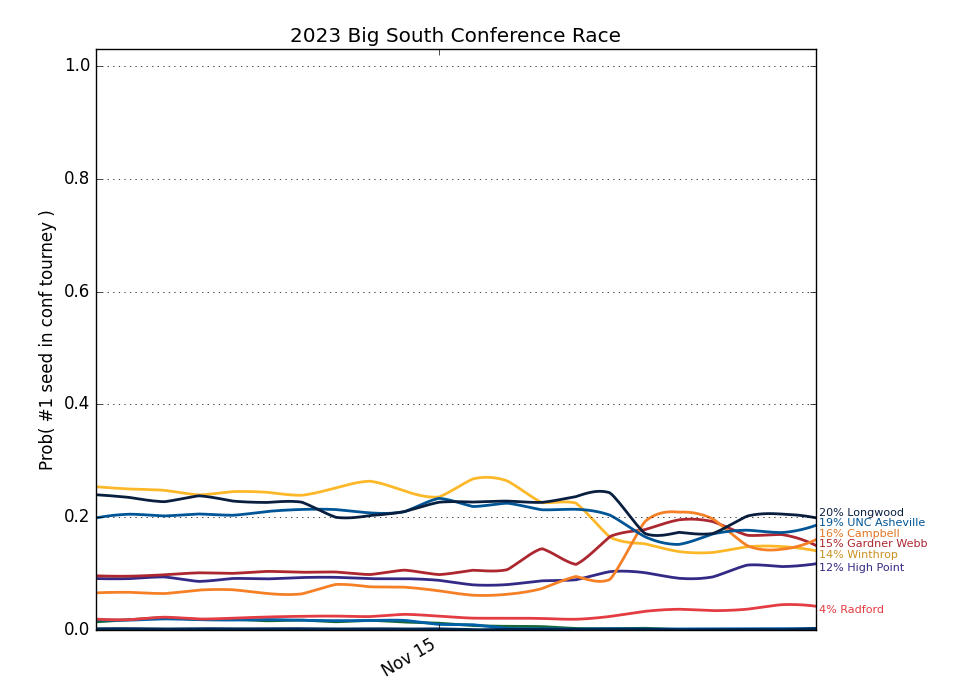 2023 Big South Conference Race
Prob( #1 seed in conf tourney )
1.0
0.8
0.6
0.4
0.2
0.0
Nov 15
20% Longwood
19% UNC Asheville
16% Campbell
15% Gardner Webb
14% Winthrop
12% High Point
4% Radford